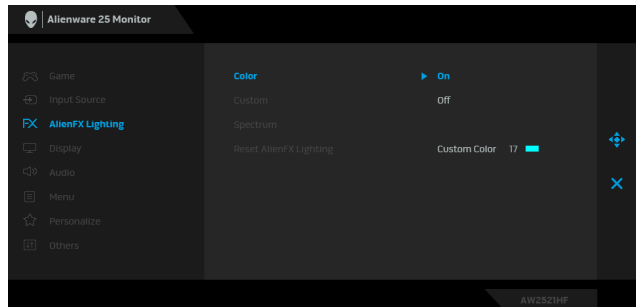 Alienware 25 Monitor
Game
Color
On
Input Source
Custom
Off
FX AlienFX Lighting
Spectrum
Display
Reset AlienFX Lighting
Custom Color 17
Audio
Menu
Personalize
Others
AW2521HF